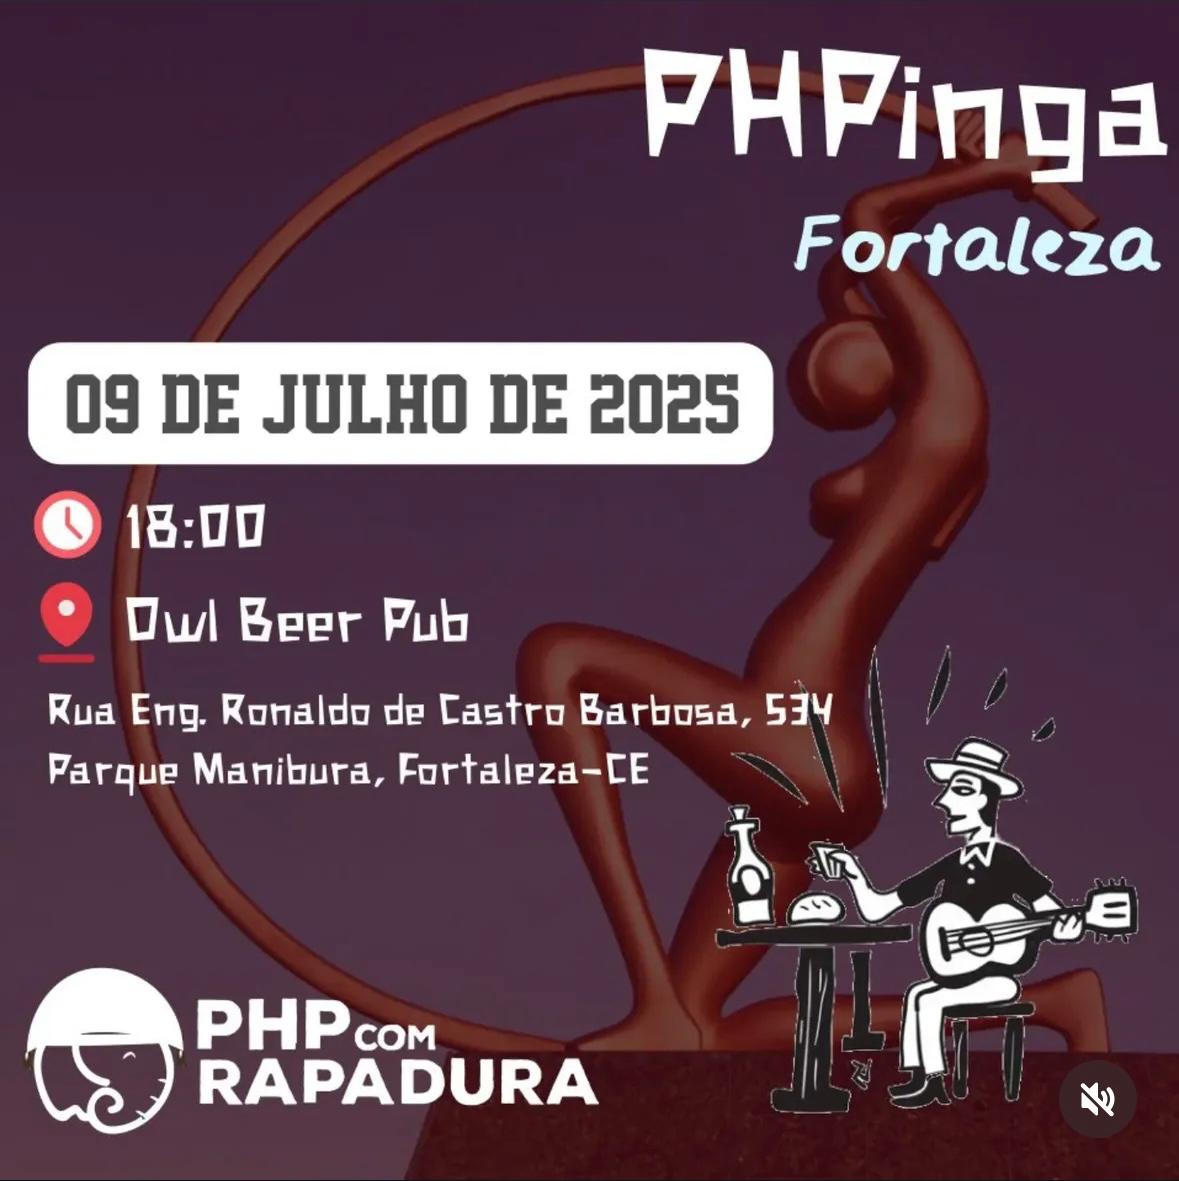 PHPinga
Fortaleza
09 DE JULHO DE 2025
18:00
Owl Beer Pub
Rua Eng. Ronaldo de Castro Barbosa, 534
Parque Manibura, Fortaleza-CE
PHP COM
RAPADURA